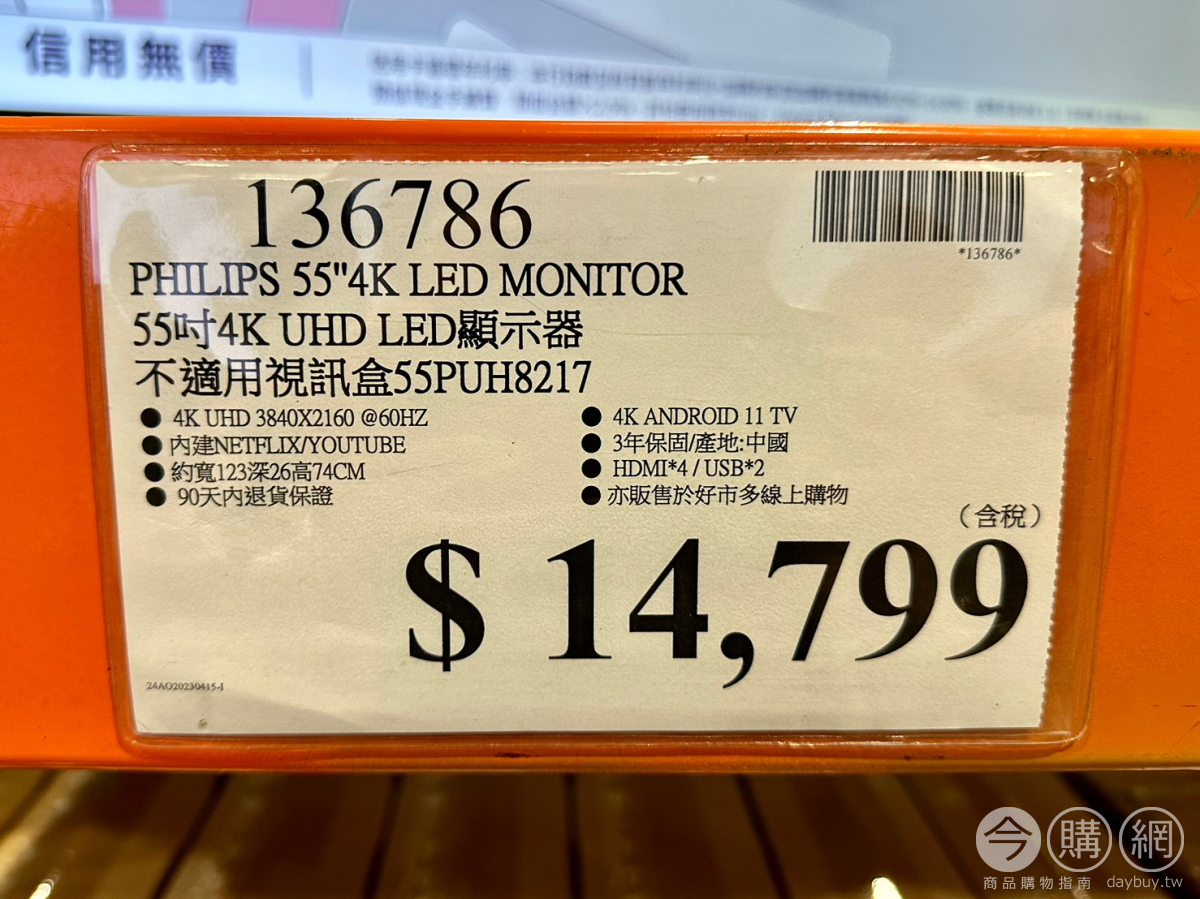 信用無價
136786
*136786*
PHILIPS 55"4K LED MONITOR
55吋4K UHD LED顯示器
不適用視訊盒55PUH8217
● 4K UHD 3840X2160 @60HZ
● 4K ANDROID 11 TV
● 內建NETFLIX/YOUTUBE
● 3年保固/產地:中國
● 約寬123深26高74CM
● HDMI*4 / USB*2
● 90天內退貨保證
● 亦販售於好市多線上購物
(含稅)
$ 14,799
24AO20230415-1
今購網
商品購物指南 daybuy.tw